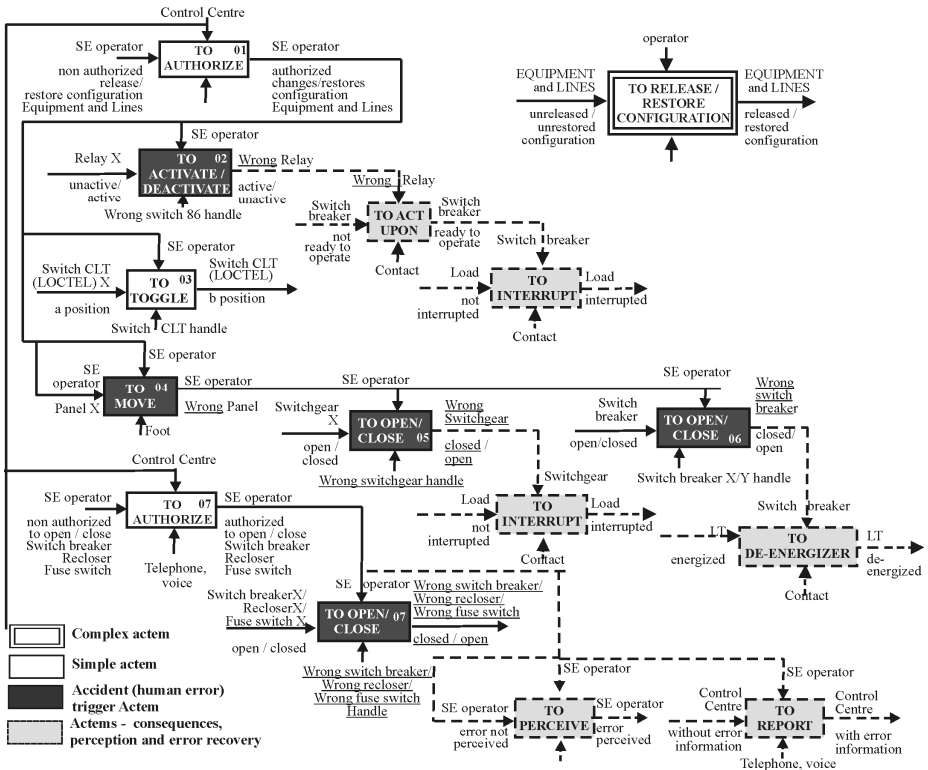 Control Centre
SE operator
TO 01
AUTHORIZE
SE operator
non authorized
release/
restore configuration
Equipment and Lines
authorized
changes/restores
configuration
Equipment and Lines
operator
EQUIPMENT
and LINES
TO RELEASE /
RESTORE
CONFIGURATION
EQUIPMENT
and LINES
unreleased /
unrestored
configuration
released /
restored
configuration
SE operator
Relay X
TO 02
ACTIVATE /
DEACTIVATE
Wrong Relay
unactive/
active
active/
unactive
Wrong switch 86 handle
Wrong Relay
Switch
breaker
TO ACT
UPON
Switch
breaker
not
ready to
operate
ready to
operate
Contact
Switch breaker
Load
TO
INTERRUPT
Load
not
interrupted
interrupted
Contact
SE operator
Switch CLT
(LOCTEL) X
TO 03
TOGGLE
Switch CLT
(LOCTEL)
a position
b position
Switch CLT handle
SE operator
SE
operator
TO 04
MOVE
SE operator
Panel X
Wrong Panel
Foot
SE operator
Switchgear
X
TO OPEN/
CLOSE 05
Wrong
Switchgear
open /
closed
closed /
open
Wrong switchgear handle
SE operator
Switch
breaker
TO OPEN/
CLOSE 06
Wrong
switch
breaker
open/closed
closed/
open
Switch breaker X/Y handle
Switchgear
Load
TO
INTERRUPT
Load
not
interrupted
interrupted
Contact
Switch breaker
LT
TO
DE-ENERGIZER
LT
energized
de-
energized
Contact
Control Centre
SE operator
TO 07
AUTHORIZE
SE operator
non authorized
to open / close
Switch breaker
Recloser
Fuse switch
authorized
to open / close
Switch breaker
Recloser
Fuse switch
Telephone,
voice
SE operator
Switch breakerX/
RecloserX/
Fuse switch X
TO OPEN/
CLOSE 07
Wrong switch breaker/
Wrong recloser/
Wrong fuse switch
open / closed
closed / open
Wrong switch breaker/
Wrong recloser/
Wrong fuse switch
Handle
SE operator
SE operator
TO
PERCEIVE
SE operator
error not
perceived
error
perceived
SE operator
Control
Centre
TO
REPORT
Control
Centre
without error
information
with error
information
Telephone, voice
Complex actem
Simple actem
Accident (human error)
trigger Actem
Actems - consequences,
perception and error recovery